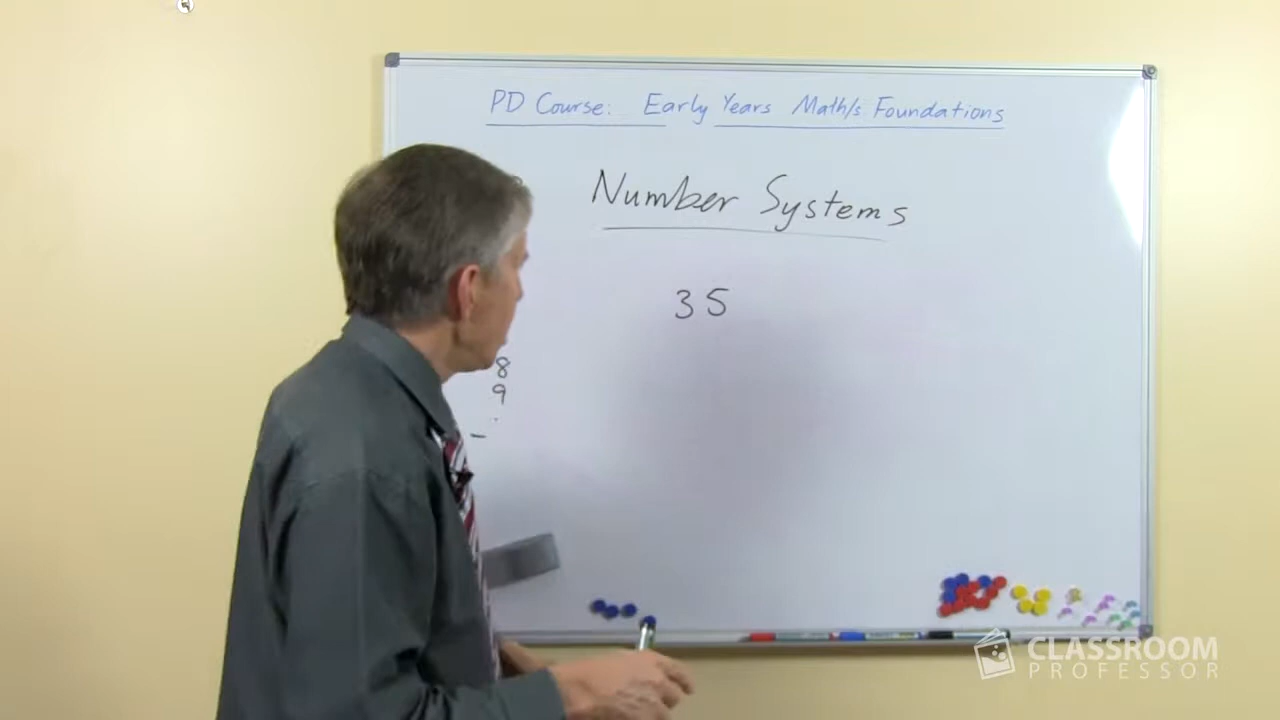 PD Course: Early Years Math/s Foundations
Number Systems
35
8
9
CLASSROOM
PROFESSOR